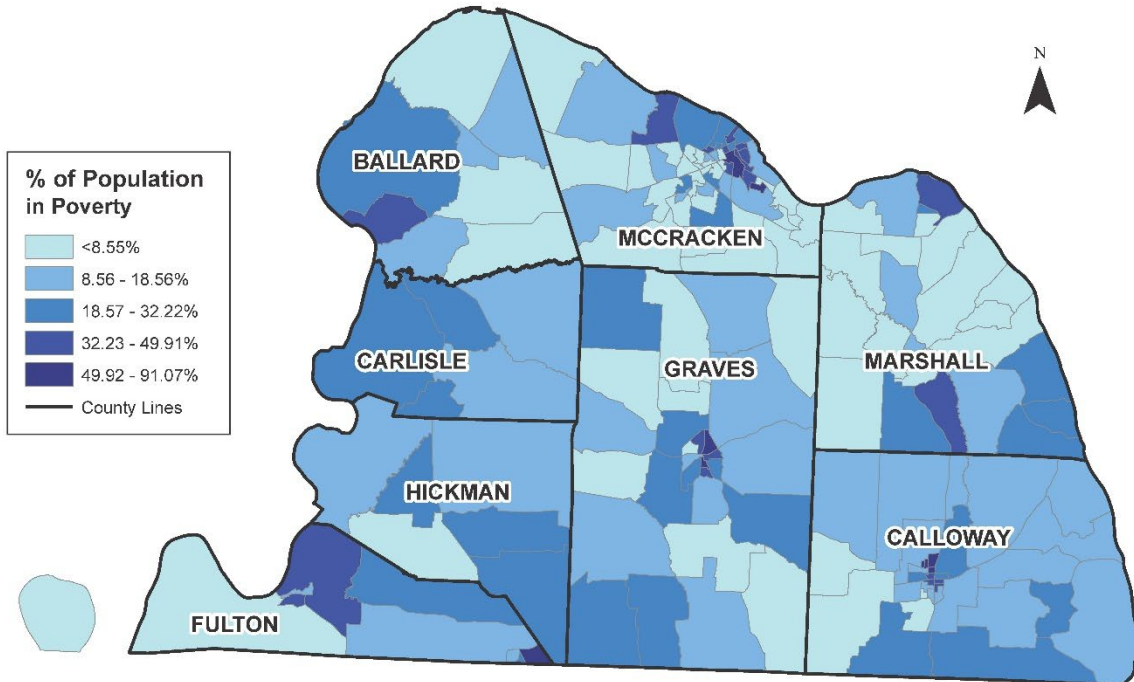 N
% of Population
in Poverty
<8.55%
8.56 - 18.56%
18.57 - 32.22%
32.23 - 49.91%
49.92 - 91.07%
County Lines
BALLARD
MCCRACKEN
CARLISLE
GRAVES
MARSHALL
HICKMAN
CALLOWAY
FULTON